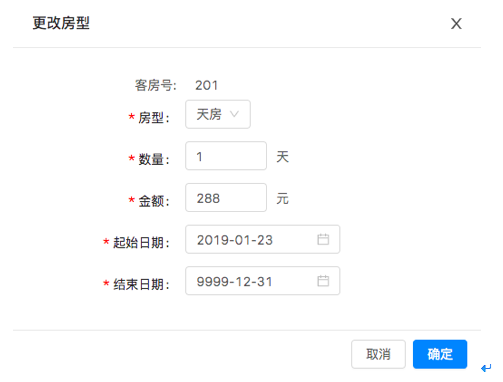 更改房型 X
客房号: 201
* 房型: 天房
* 数量: 1 天
* 金额: 288 元
* 起始日期: 2019-01-23
* 结束日期: 9999-12-31
取消 确定